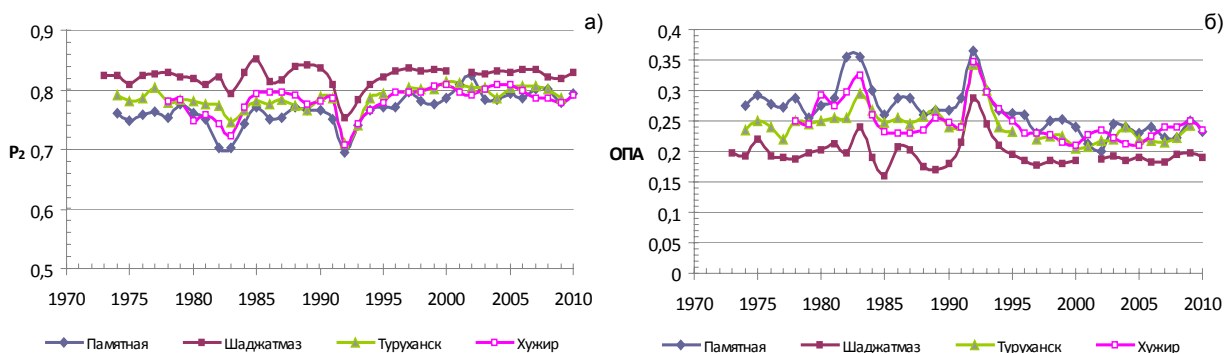 а)
0,9
0,8
0,7
0,6
0,5
P2
1970 1975 1980 1985 1990 1995 2000 2005 2010
Памятная Шаджатмаз Туруханск Хужир
б)
0,4
0,35
0,3
0,25
0,2
0,15
0,1
0,05
0
ОПА
1970 1975 1980 1985 1990 1995 2000 2005 2010
Памятная Шаджатмаз Туруханск Хужир